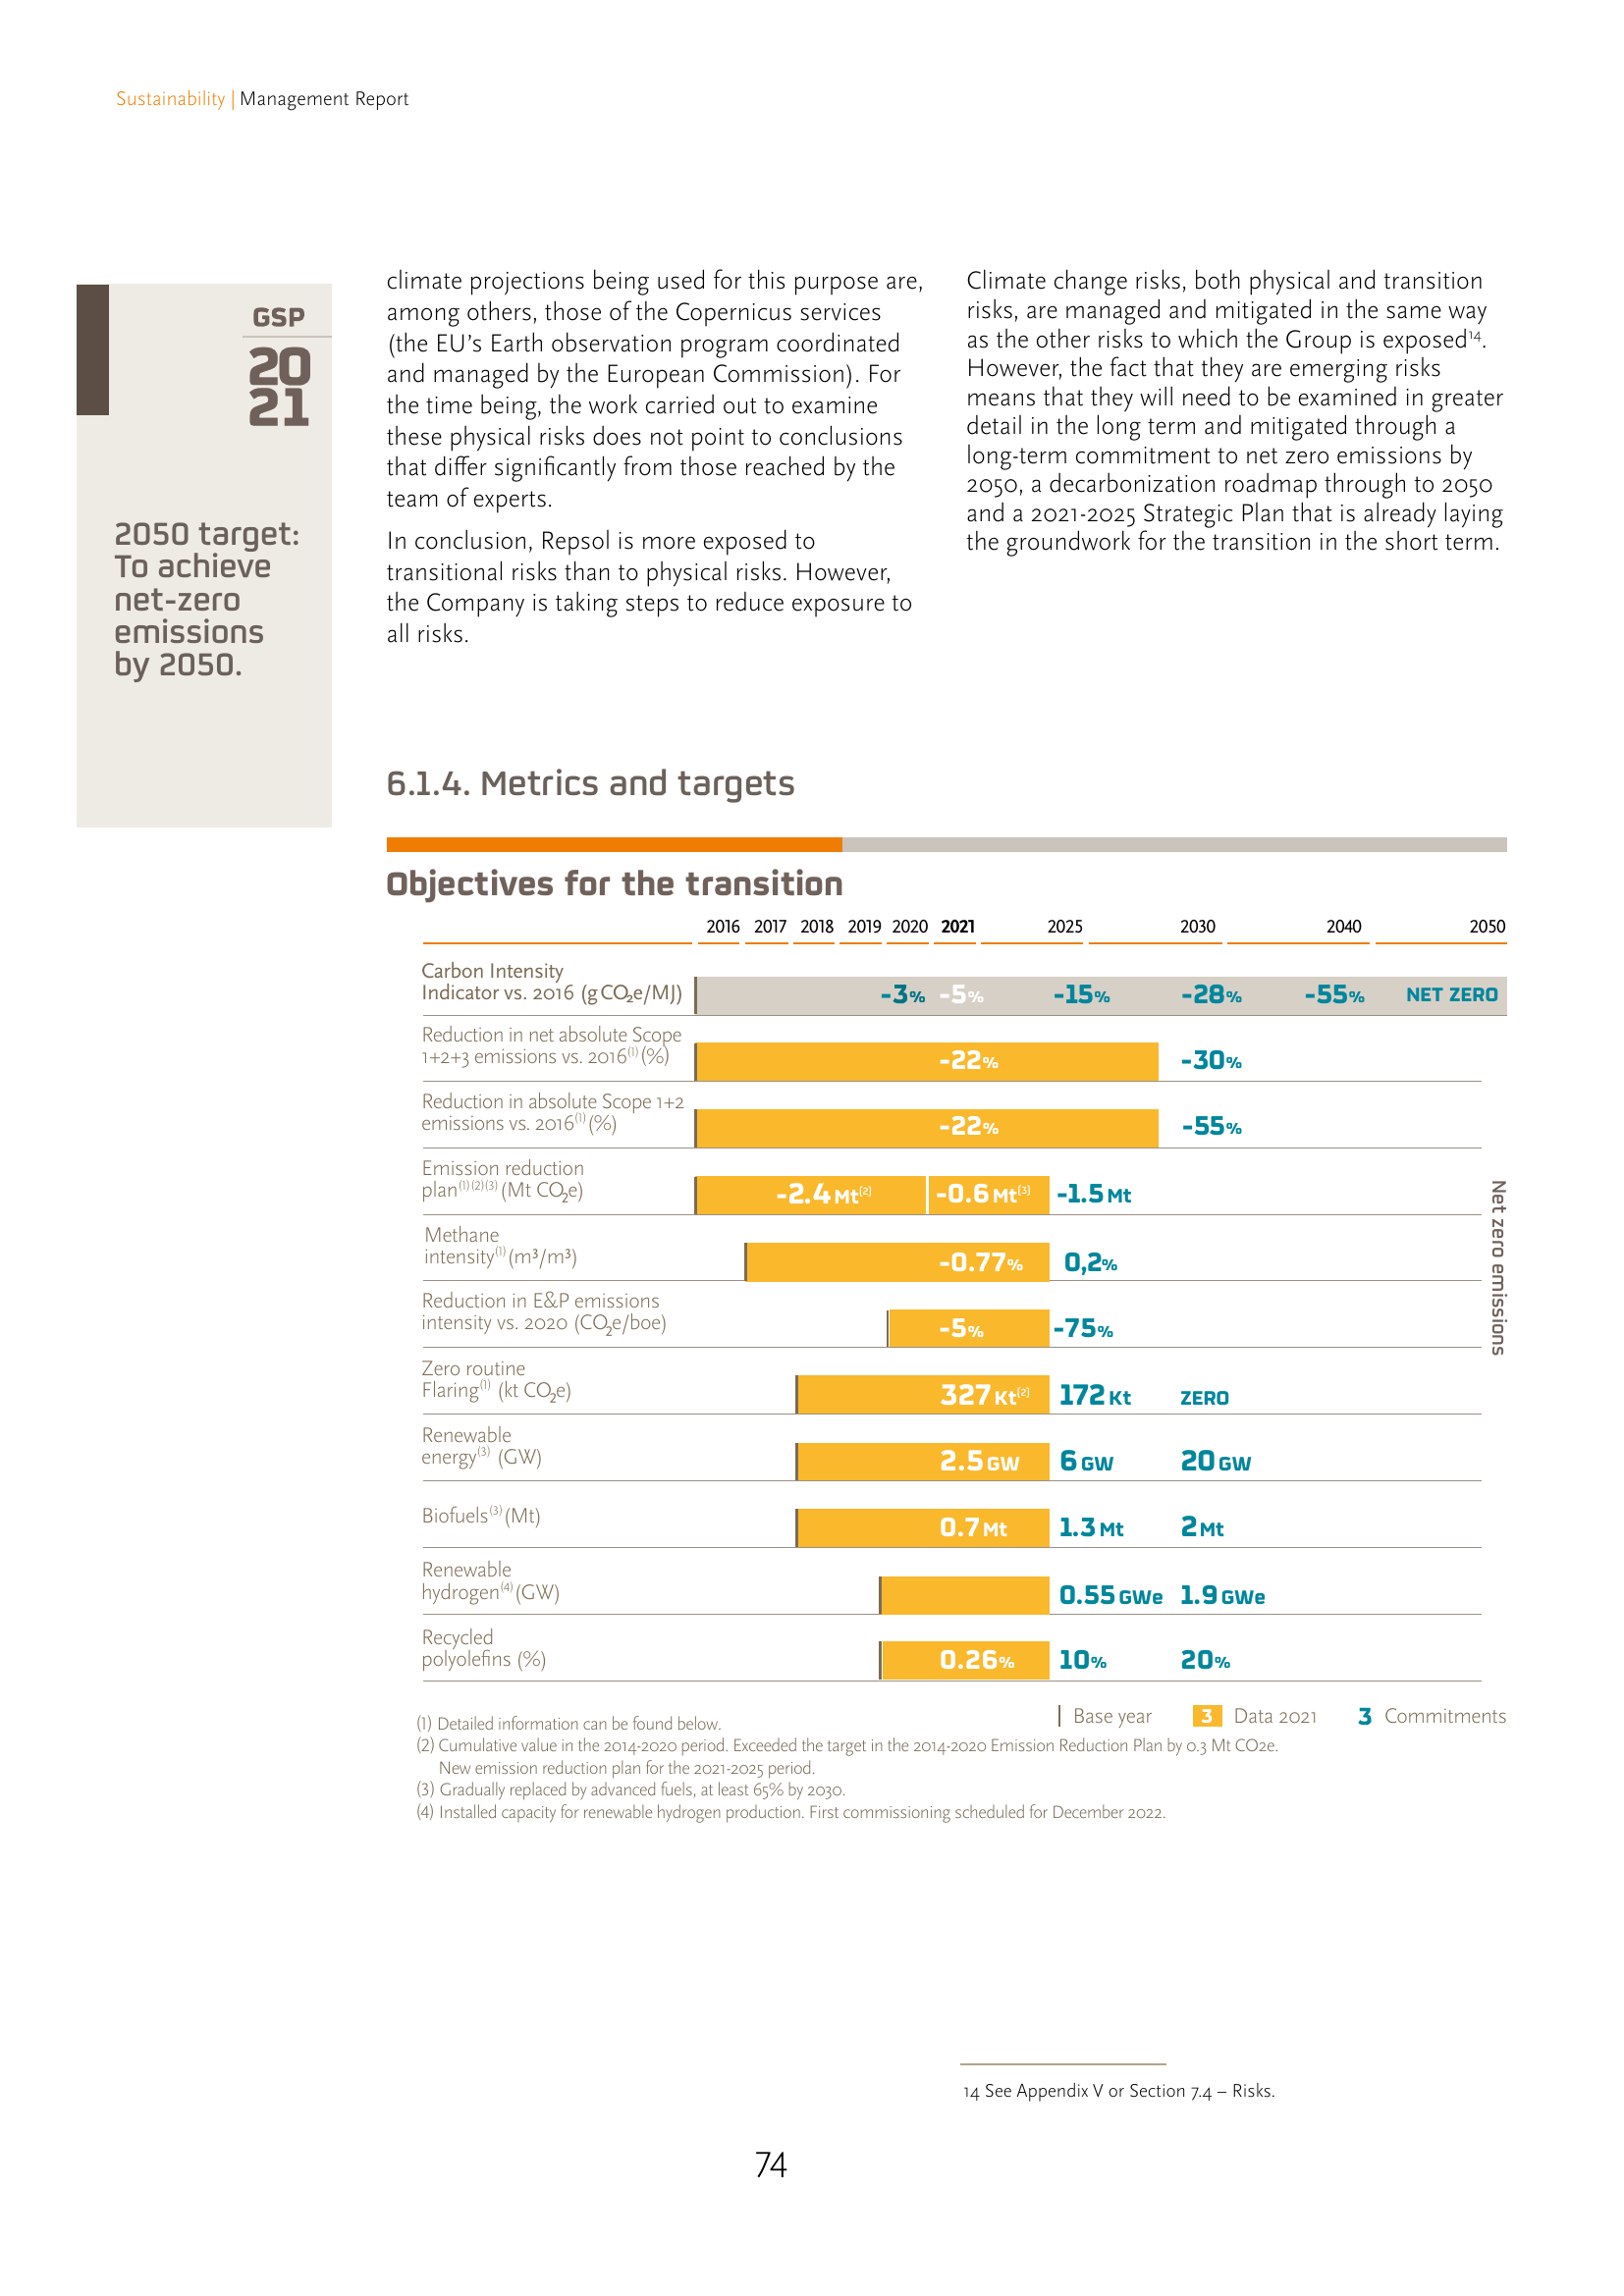 Sustainability | Management Report
GSP
20
21
2050 target:
To achieve
net-zero
emissions
by 2050.
climate projections being used for this purpose are,
among others, those of the Copernicus services
(the EU's Earth observation program coordinated
and managed by the European Commission). For
the time being, the work carried out to examine
these physical risks does not point to conclusions
that differ significantly from those reached by the
team of experts.
In conclusion, Repsol is more exposed to
transitional risks than to physical risks. However,
the Company is taking steps to reduce exposure to
all risks.
Climate change risks, both physical and transition
risks, are managed and mitigated in the same way
as the other risks to which the Group is exposed14.
However, the fact that they are emerging risks
means that they will need to be examined in greater
detail in the long term and mitigated through a
long-term commitment to net zero emissions by
2050, a decarbonization roadmap through to 2050
and a 2021-2025 Strategic Plan that is already laying
the groundwork for the transition in the short term.
6.1.4. Metrics and targets
Objectives for the transition
2016 2017 2018 2019 2020 2021 2025 2030 2040 2050
Carbon Intensity
Indicator vs. 2016 (g CO2e/MJ) -3% -5% -15% -28% -55% NET ZERO
Reduction in net absolute Scope
1+2+3 emissions vs. 2016(1) (%) -22% -30%
Reduction in absolute Scope 1+2
emissions vs. 2016(1) (%) -22% -55%
Emission reduction
plan(1)(2)(3) (Mt CO2e) -2.4 Mt(2) -0.6 Mt(3) -1.5 Mt
Methane
intensity(1) (m³/m³) -0.77% 0,2%
Reduction in E&P emissions
intensity vs. 2020 (CO2e/boe) -5% -75%
Zero routine
Flaring(1) (kt CO2e) 327 Kt(2) 172 Kt ZERO
Renewable
energy(3) (GW) 2.5 GW 6 GW 20 GW
Biofuels(3) (Mt) 0.7 Mt 1.3 Mt 2 Mt
Renewable
hydrogen(4) (GW) 0.55 GWe 1.9 GWe
Recycled
polyolefins (%) 0.26% 10% 20%
Net zero emissions
Base year 3 Data 2021 3 Commitments
(1) Detailed information can be found below.
(2) Cumulative value in the 2014-2020 period. Exceeded the target in the 2014-2020 Emission Reduction Plan by 0.3 Mt CO2e.
New emission reduction plan for the 2021-2025 period.
(3) Gradually replaced by advanced fuels, at least 65% by 2030.
(4) Installed capacity for renewable hydrogen production. First commissioning scheduled for December 2022.
14 See Appendix V or Section 7.4 – Risks.
74